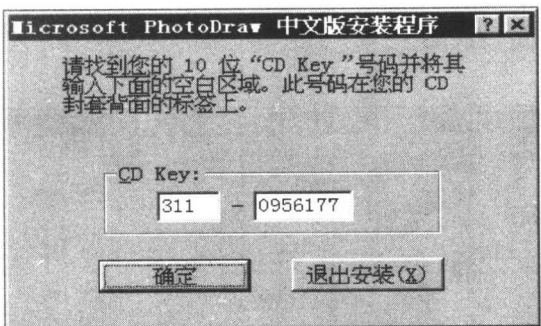 Microsoft PhotoDraw 中文版安装程序
请找到您的 10 位 “CD Key ”号码并将其
输入下面的空白区域。此号码在您的 CD
封套背面的标签上。
CD Key:
311 - 0956177
确定 退出安装(X)